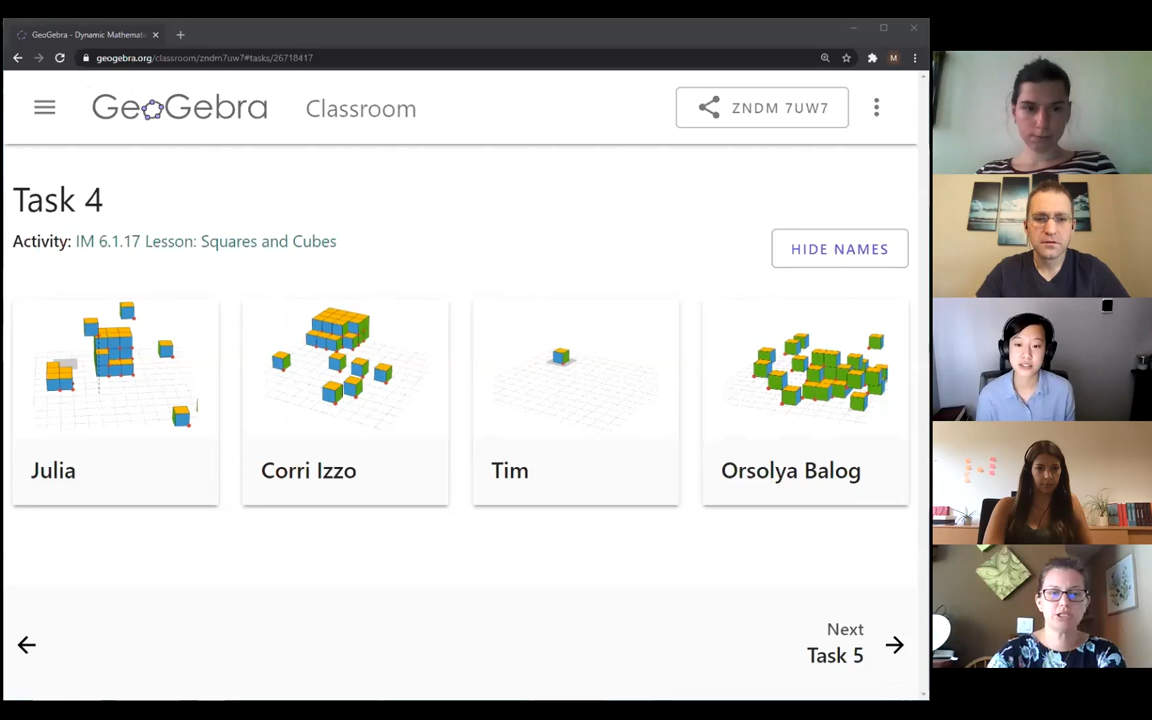 GeoGebra - Dynamic Mathemat
geogebra.org/classroom/zndm7uw7#tasks/26718417
M
GeoGebra
Classroom
ZNDM 7UW7
Task 4
Activity: IM 6.1.17 Lesson: Squares and Cubes
HIDE NAMES
Julia
Corri Izzo
Tim
Orsolya Balog
Next
Task 5